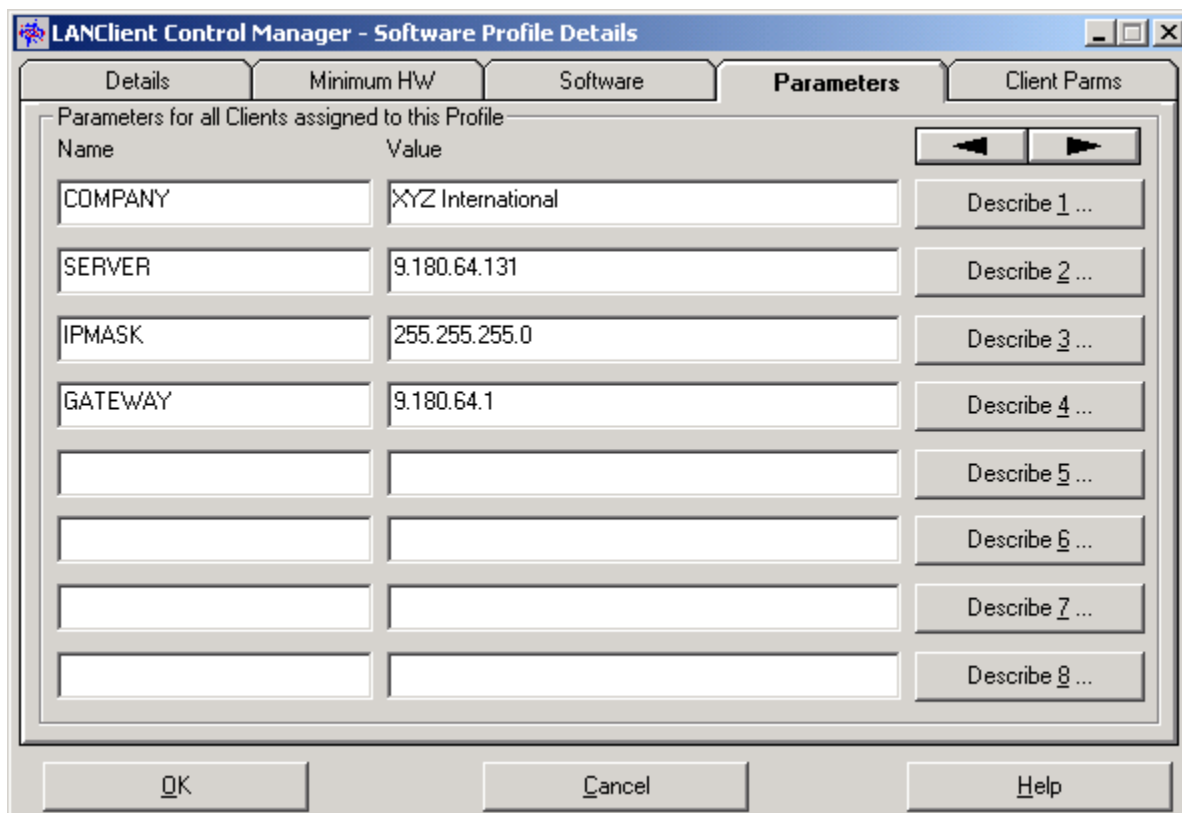 LANClient Control Manager - Software Profile Details
Details Minimum HW Software Parameters Client Parms
Parameters for all Clients assigned to this Profile
Name Value
COMPANY XYZ International Describe 1 ...
SERVER 9.180.64.131 Describe 2 ...
IPMASK 255.255.255.0 Describe 3 ...
GATEWAY 9.180.64.1 Describe 4 ...
Describe 5 ...
Describe 6 ...
Describe 7 ...
Describe 8 ...
OK Cancel Help